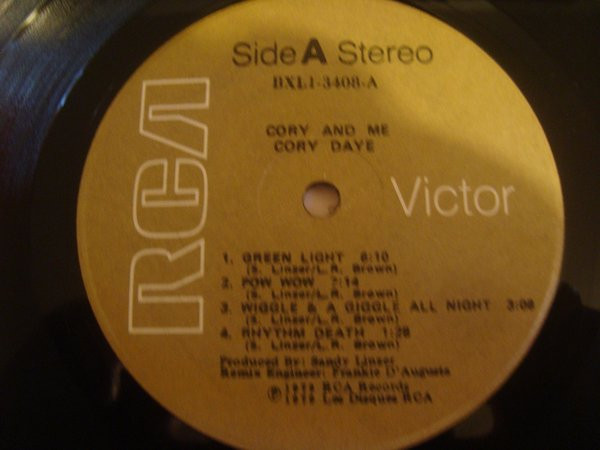 Side A Stereo
BXL1-3408-A
CORY AND ME
CORY DAYE
RCA
Victor
1. GREEN LIGHT 6:10
(S. Linzer/L.R. Brown)
2. POW WOW 7:14
(S. Linzer/L.R. Brown)
3. WIGGLE & A GIGGLE ALL NIGHT 3:08
(S. Linzer/L.R. Brown)
4. RHYTHM DEATH 1:28
(S. Linzer/L.R. Brown)
Produced By: Sandy Linzer
Remix Engineer: Frankie D'Augusta
Ⓟ 1979 RCA Records
© 1979 Les Disques RCA